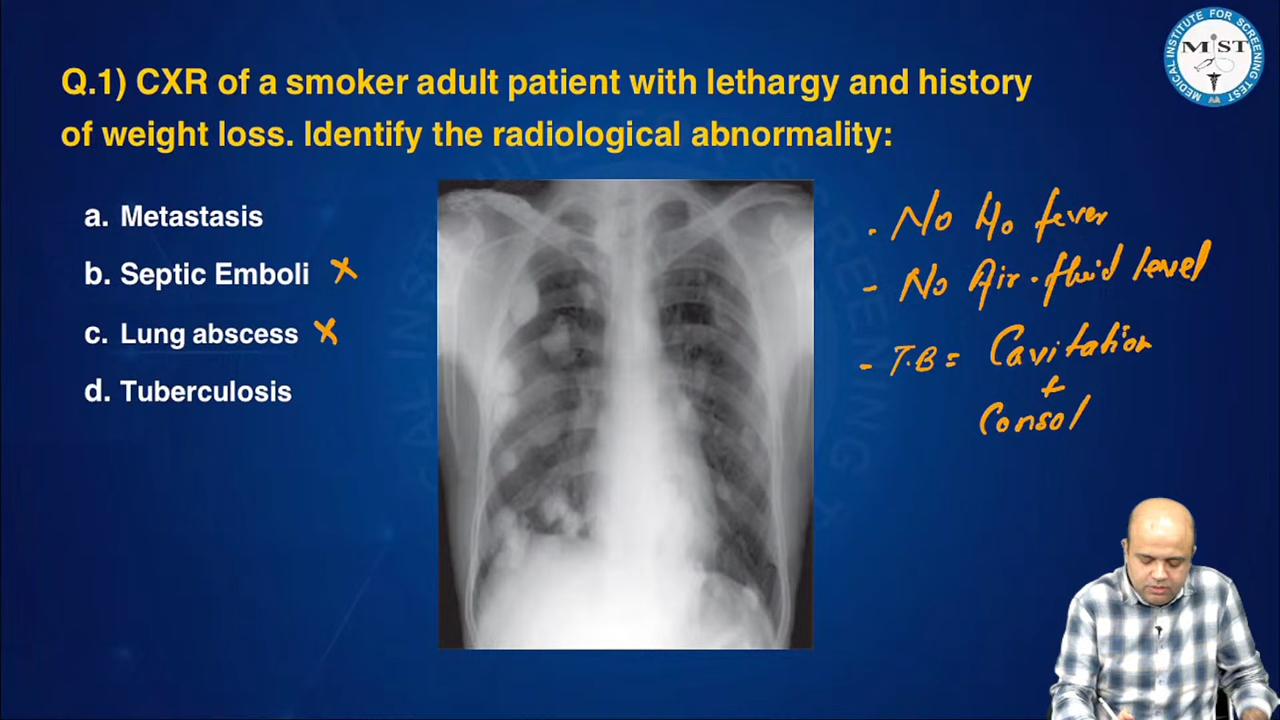 Q.1) CXR of a smoker adult patient with lethargy and history
of weight loss. Identify the radiological abnormality:
a. Metastasis
b. Septic Emboli x
c. Lung abscess x
d. Tuberculosis
. No H/o fever
- No Air-fluid level
- T.B = Cavitation
+
Consol
MEDICAL INSTITUTE FOR SCREENING TEST
MIST